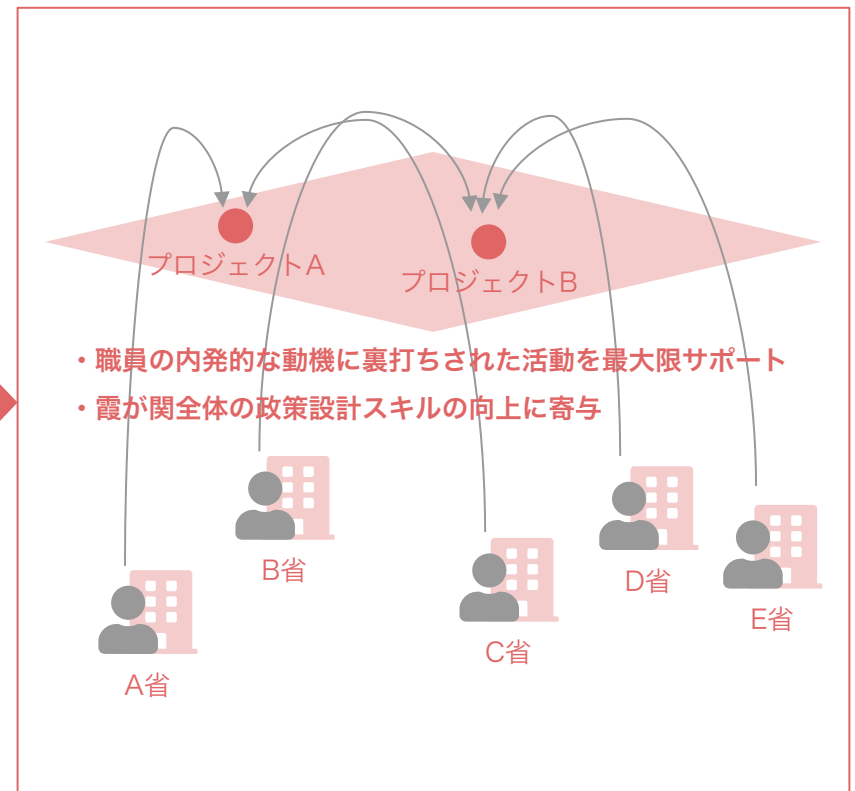 プロジェクトA
プロジェクトB
・職員の内発的な動機に裏打ちされた活動を最大限サポート
・霞が関全体の政策設計スキルの向上に寄与
B省
D省
E省
C省
A省